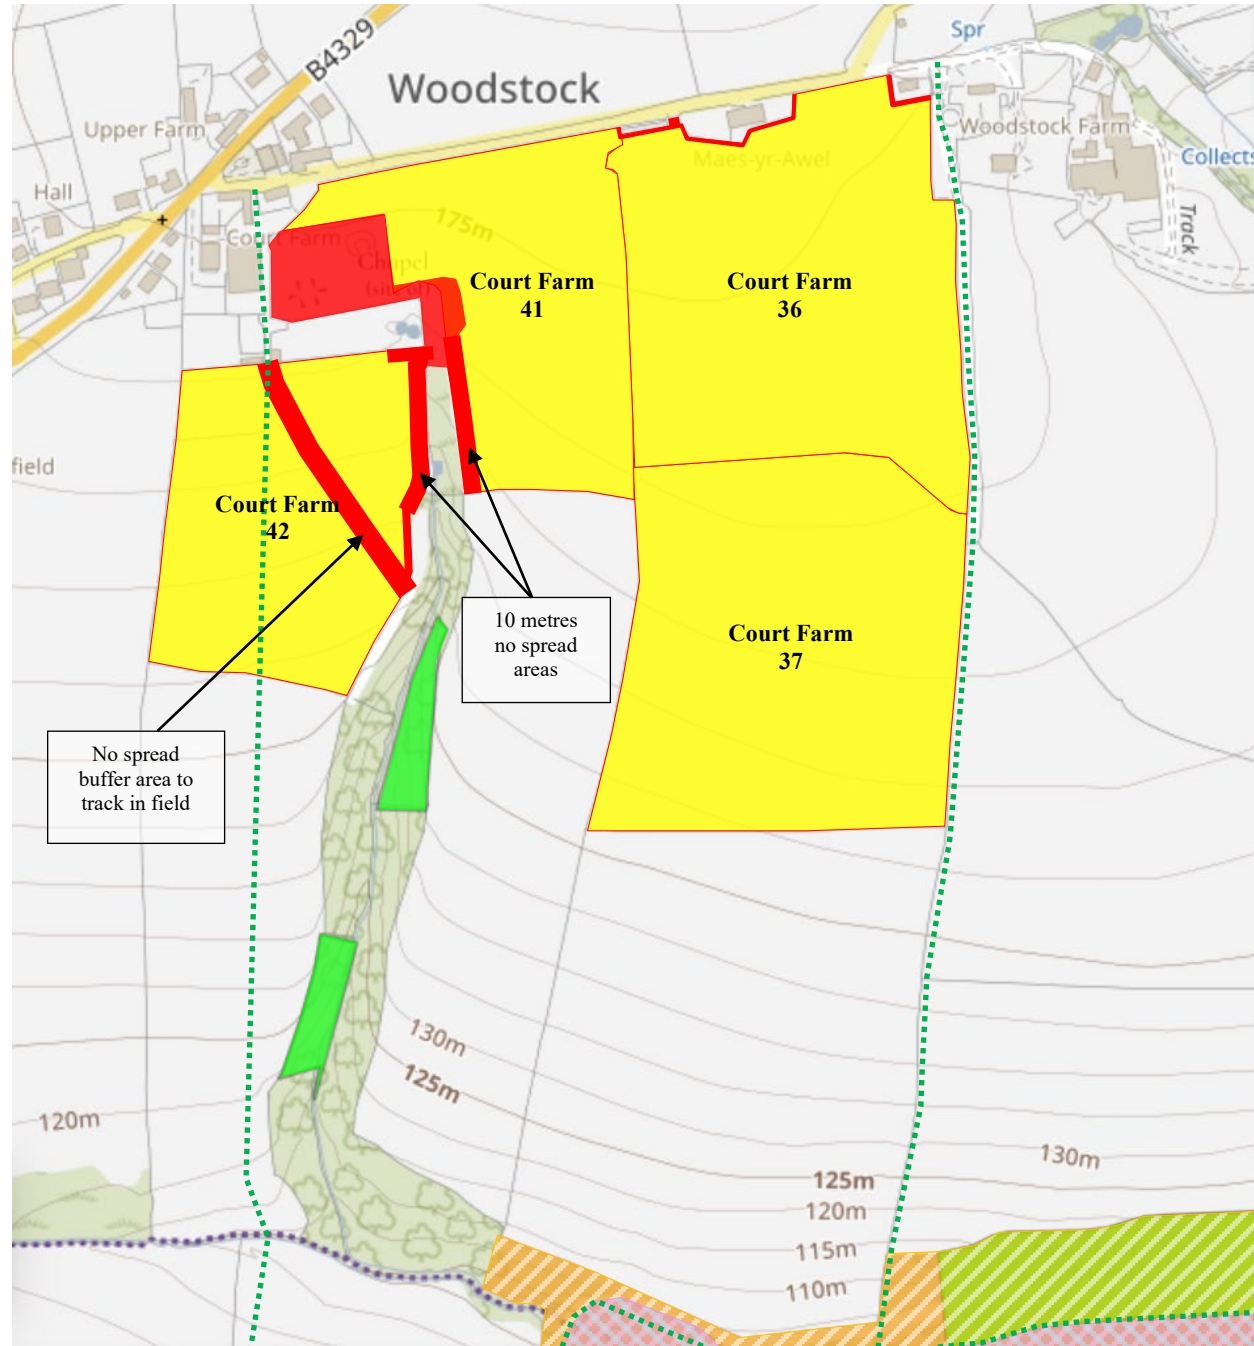 Spr
B4329
Woodstock
Upper Farm
Woodstock Farm
Maes-yr-Awel
Collects
Hall
Track
175m
Court Farm
Chapel
(site of)
Court Farm
41
Court Farm
36
field
Court Farm
42
10 metres
no spread
areas
Court Farm
37
No spread
buffer area to
track in field
130m
125m
120m
130m
125m
120m
115m
110m